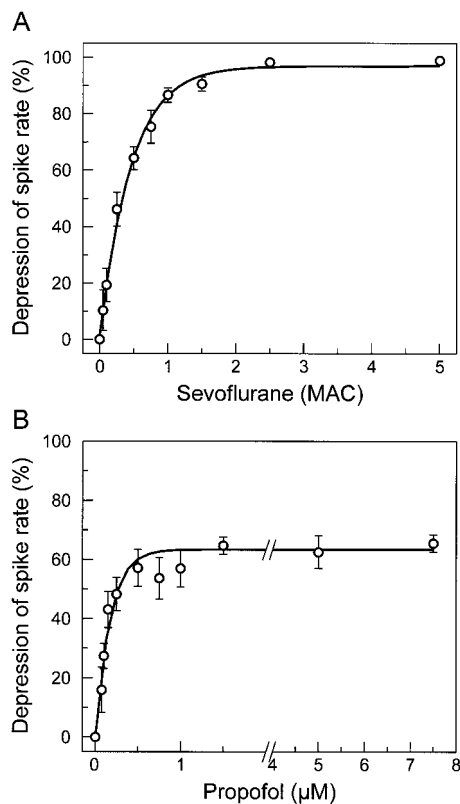 A
Depression of spike rate (%)
100
80
60
40
20
0
0 1 2 3 4 5
Sevoflurane (MAC)
B
Depression of spike rate (%)
100
80
60
40
20
0
0 1 4 5 6 7 8
Propofol (µM)